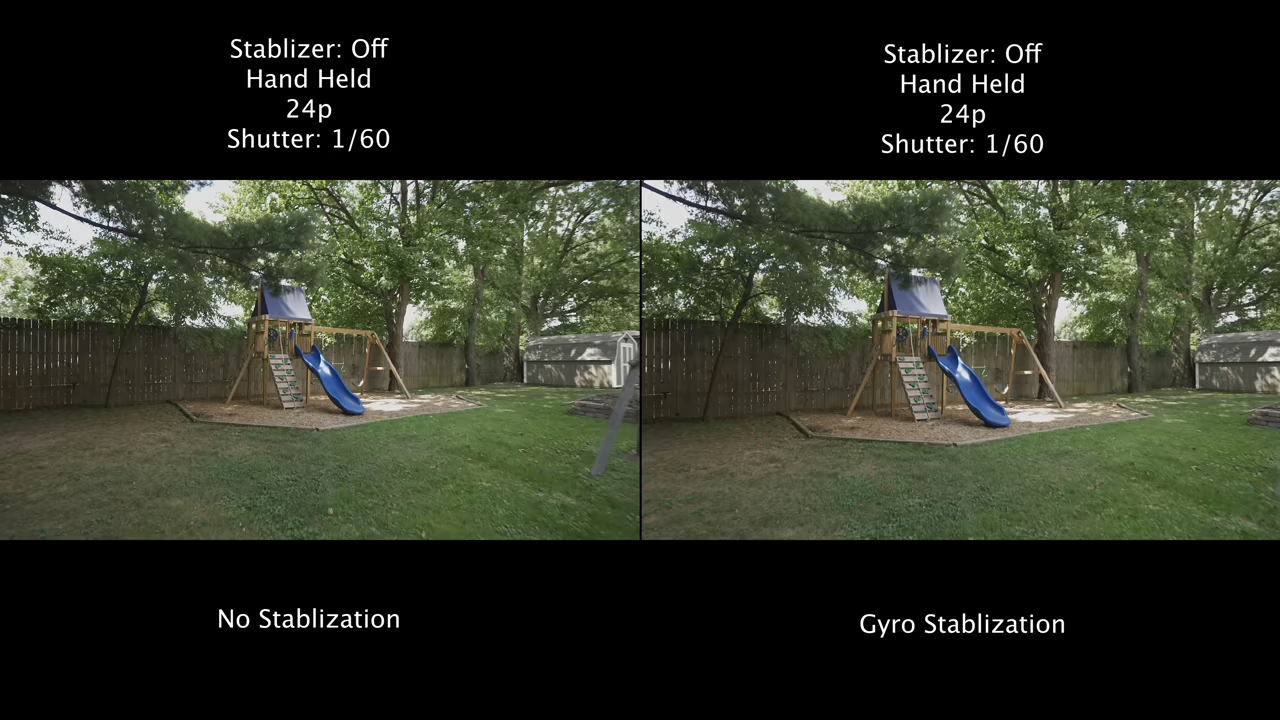 Stablizer: Off
Hand Held
24p
Shutter: 1/60
Stablizer: Off
Hand Held
24p
Shutter: 1/60
No Stablization
Gyro Stablization